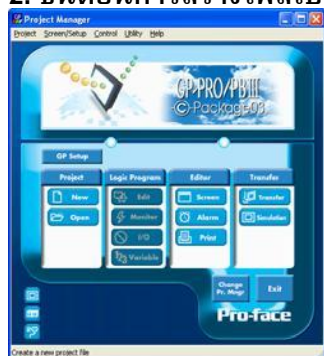 Project Manager
Project Screen/Setup Control Utility Help
GP-PRO/PBIII
C-Package03
GP Setup
Project
Logic Program
Editor
Transfer
New
Edit
Screen
Transfer
Open
Monitor
Alarm
Simulation
I/O
Print
Variable
Change
Pr. Mngr
Exit
Pro-face
Create a new project file